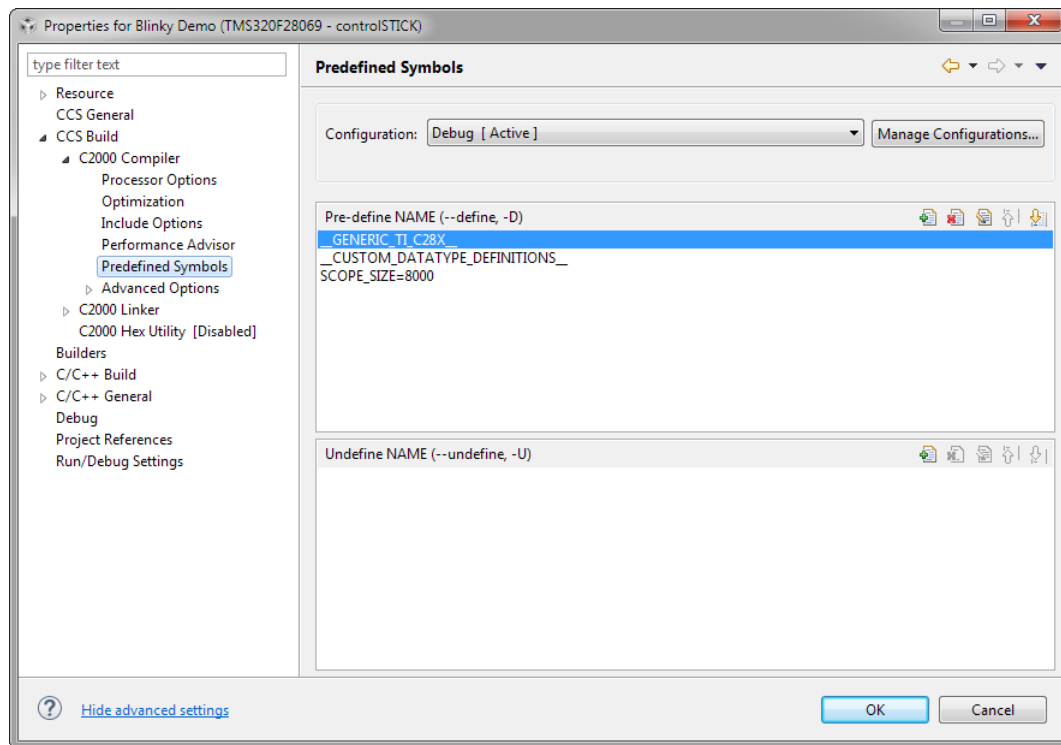 Properties for Blinky Demo (TMS320F28069 - controlSTICK)
type filter text
Resource
CCS General
CCS Build
C2000 Compiler
Processor Options
Optimization
Include Options
Performance Advisor
Predefined Symbols
Advanced Options
C2000 Linker
C2000 Hex Utility [Disabled]
Builders
C/C++ Build
C/C++ General
Debug
Project References
Run/Debug Settings
Predefined Symbols
Configuration: Debug [ Active ] Manage Configurations...
Pre-define NAME (--define, -D)
__GENERIC_TI_C28X__
__CUSTOM_DATATYPE_DEFINITIONS__
SCOPE_SIZE=8000
Undefine NAME (--undefine, -U)
? Hide advanced settings OK Cancel